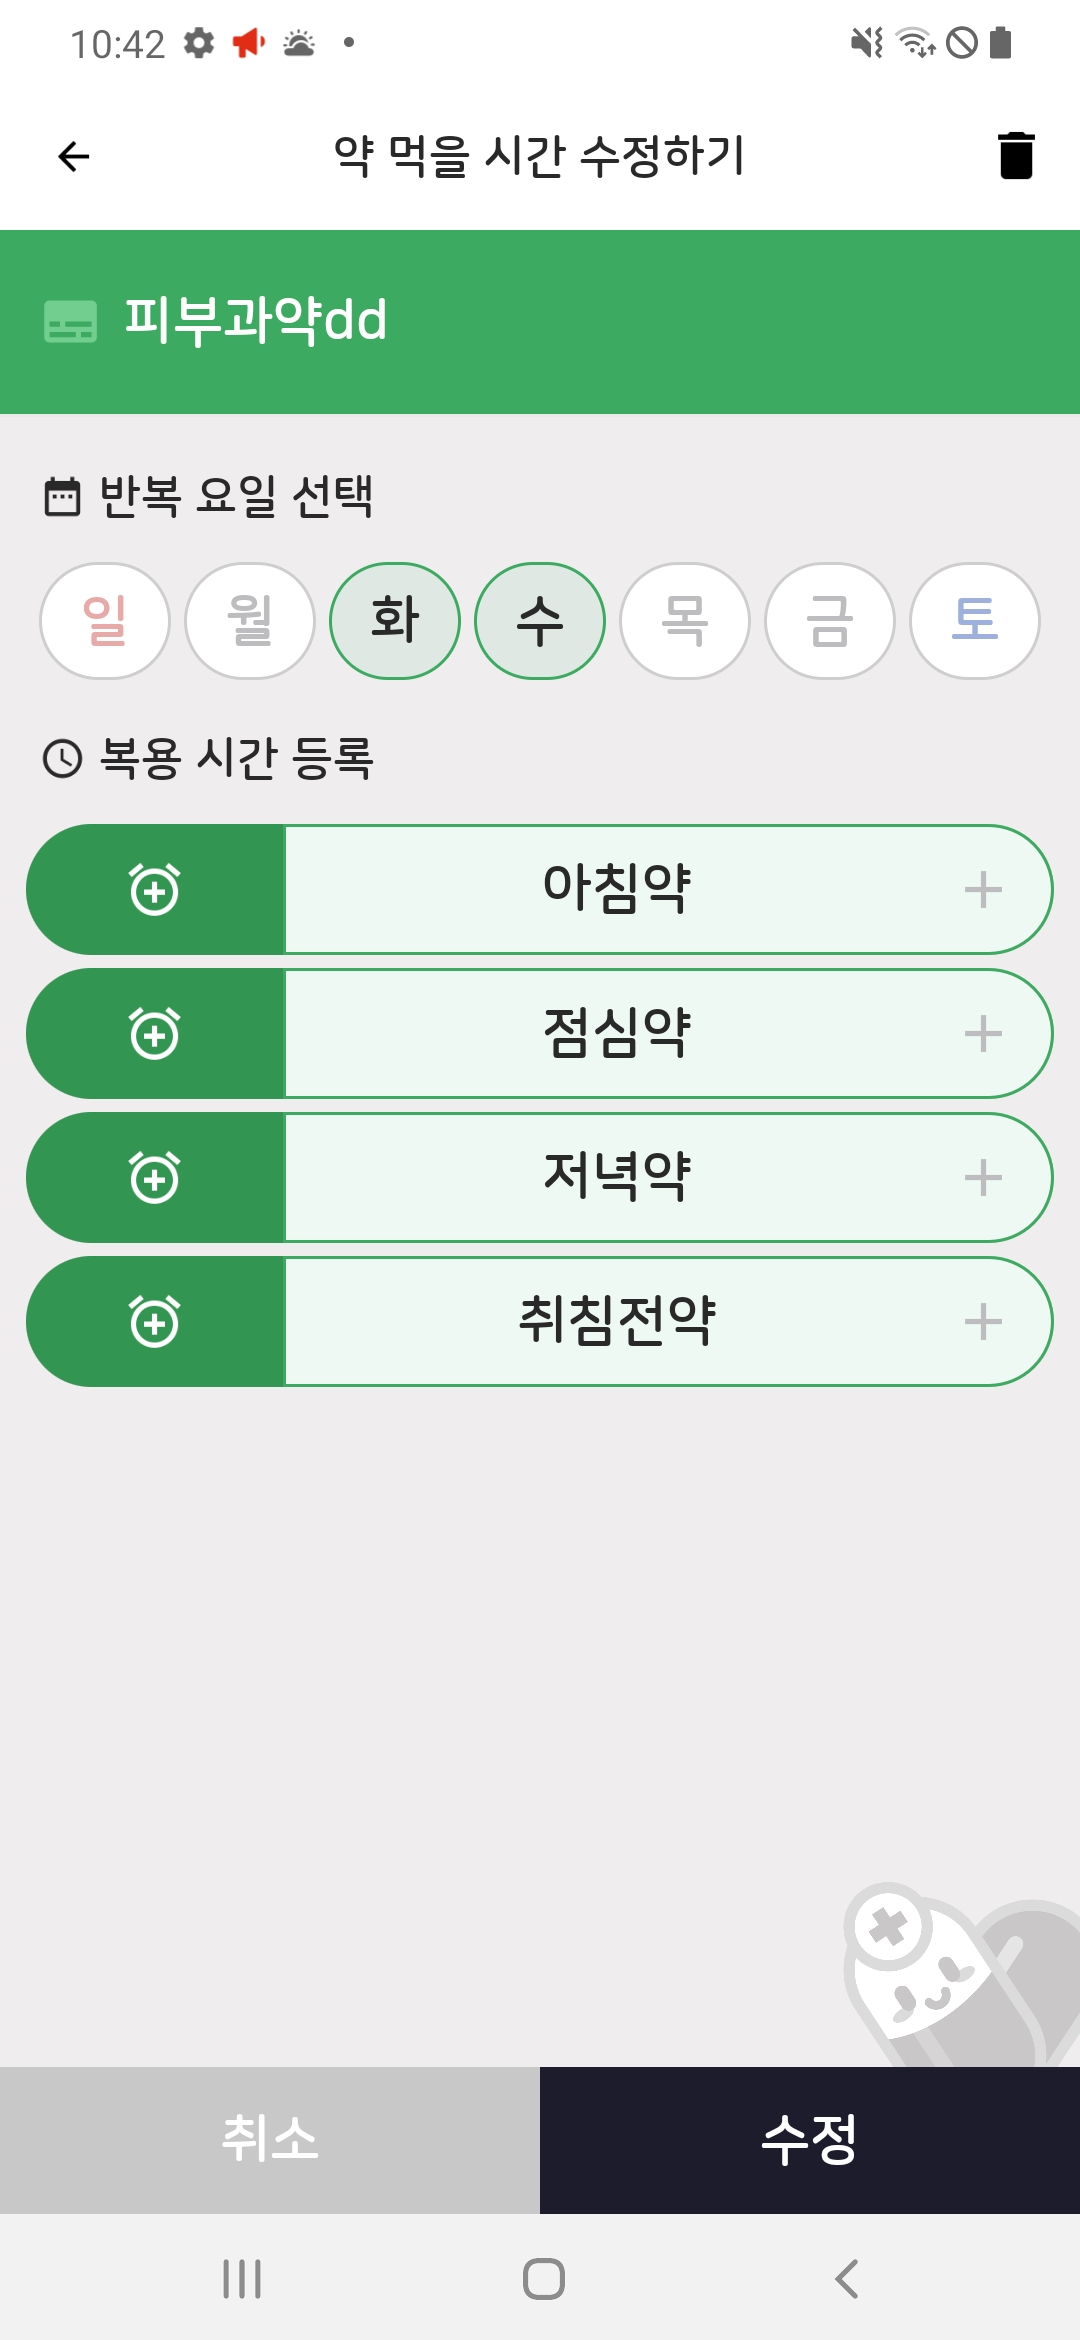 10:42
약 먹을 시간 수정하기
피부과약dd
반복 요일 선택
일 월 화 수 목 금 토
복용 시간 등록
아침약
점심약
저녁약
취침전약
취소 수정